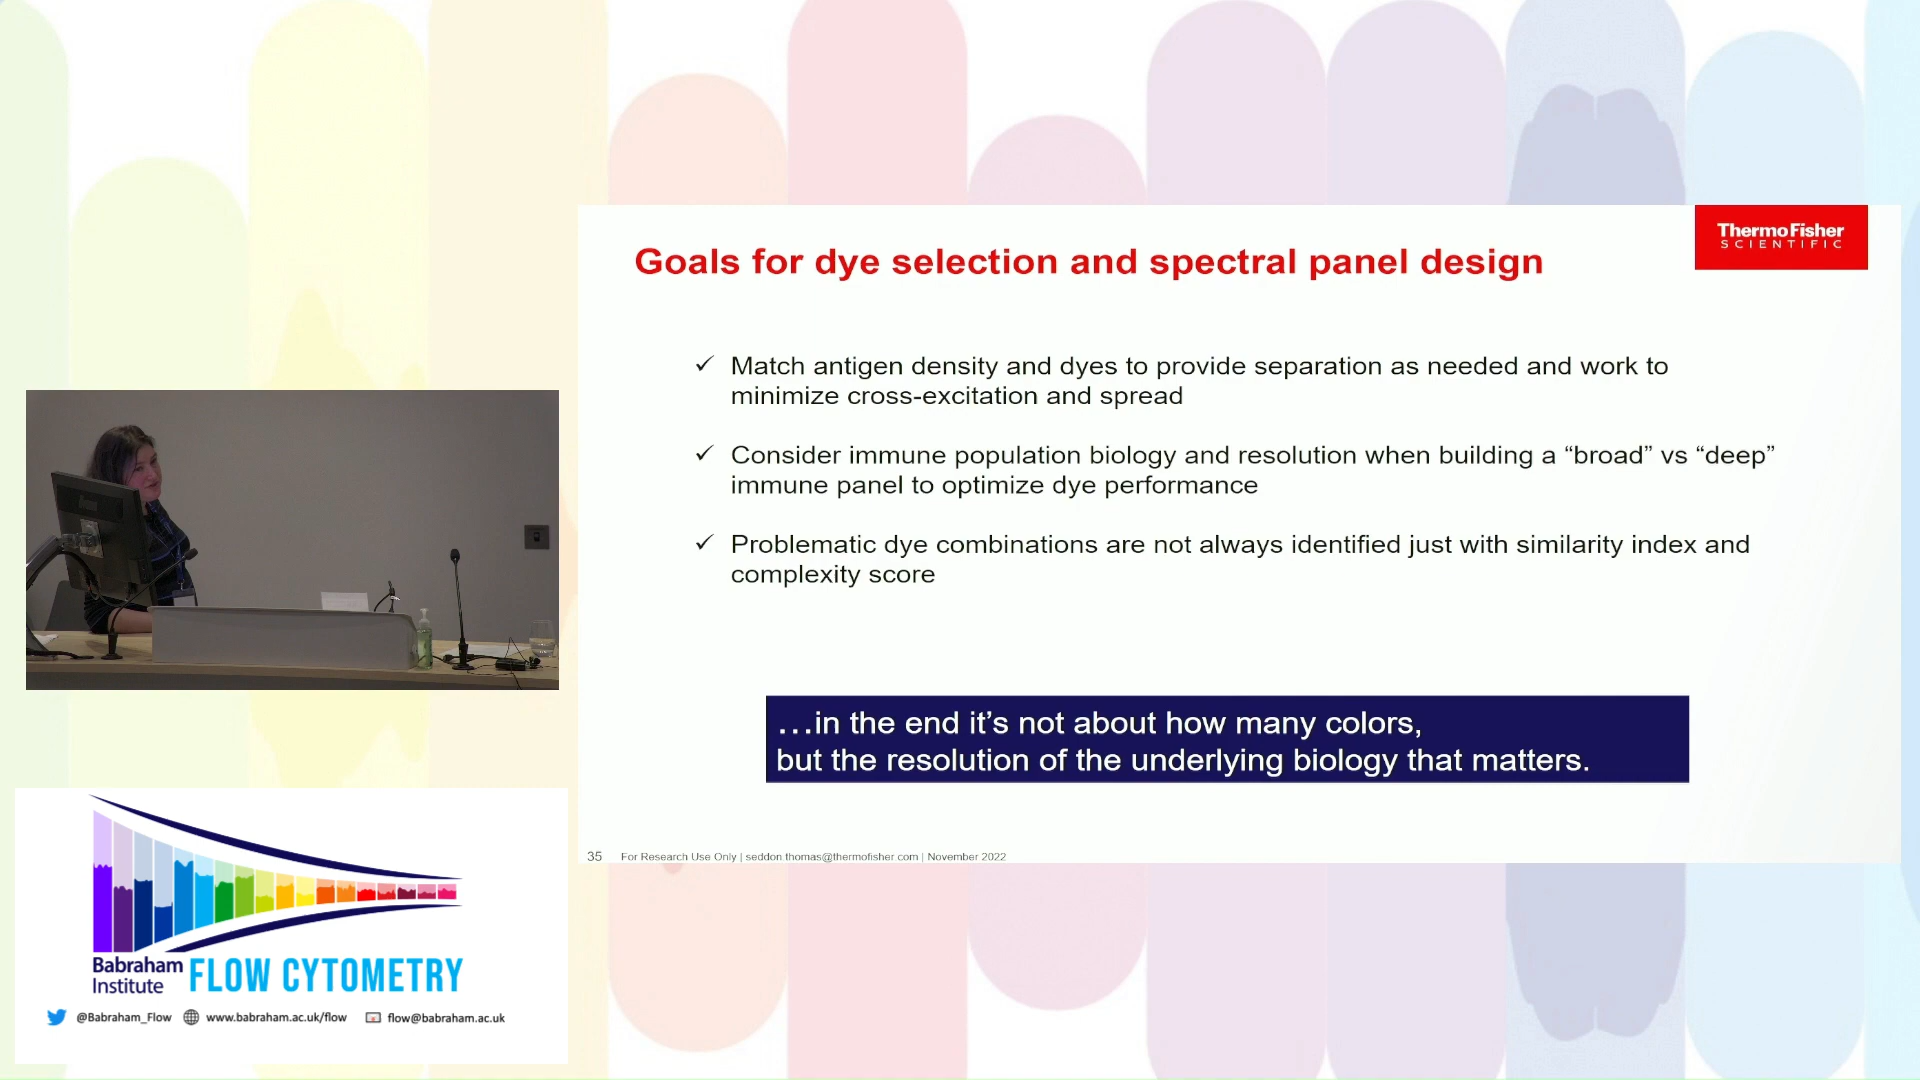 ThermoFisher
SCIENTIFIC
Goals for dye selection and spectral panel design
✓ Match antigen density and dyes to provide separation as needed and work to
minimize cross-excitation and spread
✓ Consider immune population biology and resolution when building a “broad” vs “deep”
immune panel to optimize dye performance
✓ Problematic dye combinations are not always identified just with similarity index and
complexity score
…in the end it’s not about how many colors,
but the resolution of the underlying biology that matters.
35 For Research Use Only | seddon.thomas@thermofisher.com | November 2022
Babraham
Institute
FLOW CYTOMETRY
@Babraham_Flow www.babraham.ac.uk/flow flow@babraham.ac.uk